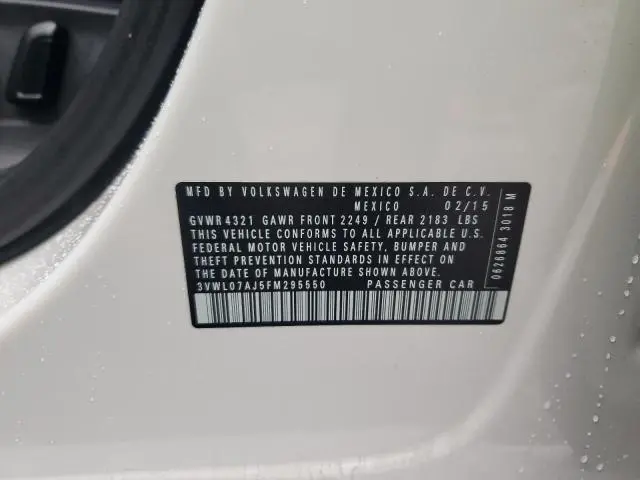 MFD BY VOLKSWAGEN DE MEXICO S.A. DE C.V.
MEXICO 02/15
GVWR 4321 GAWR FRONT 2249 / REAR 2183 LBS
THIS VEHICLE CONFORMS TO ALL APPLICABLE U.S.
FEDERAL MOTOR VEHICLE SAFETY, BUMPER AND
THEFT PREVENTION STANDARDS IN EFFECT ON
THE DATE OF MANUFACTURE SHOWN ABOVE.
3VWL07AJ5FM295550 PASSENGER CAR
0626864 3018 M